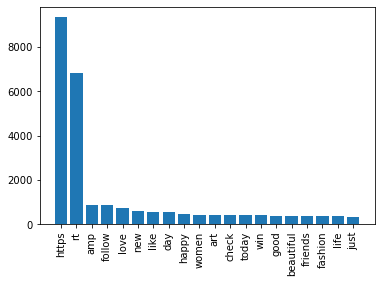 8000
6000
4000
2000
0
https
rt
amp
follow
love
new
like
day
happy
women
art
check
today
win
good
beautiful
friends
fashion
life
just